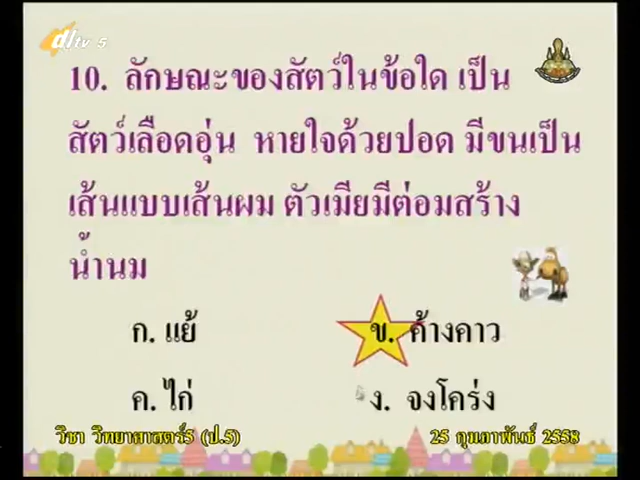 dltv 5
10. ลักษณะของสัตว์ในข้อใด เป็น
สัตว์เลือดอุ่น หายใจด้วยปอด มีขนเป็น
เส้นแบบเส้นผม ตัวเมียมีต่อมสร้าง
น้ำนม
ก. แย้ ข. ค้างคาว
ค. ไก่ ง. จงโคร่ง
วิชา วิทยาศาสตร์5 (ป.5) 25 กุมภาพันธ์ 2558